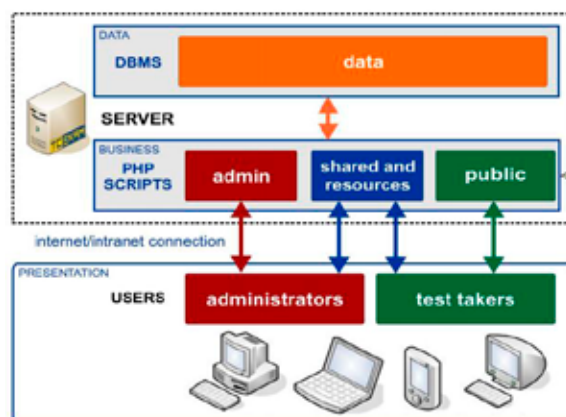 DATA
DBMS
data
SERVER
BUSINESS
PHP
SCRIPTS
admin
shared and
resources
public
internet/intranet connection
PRESENTATION
USERS
administrators
test takers